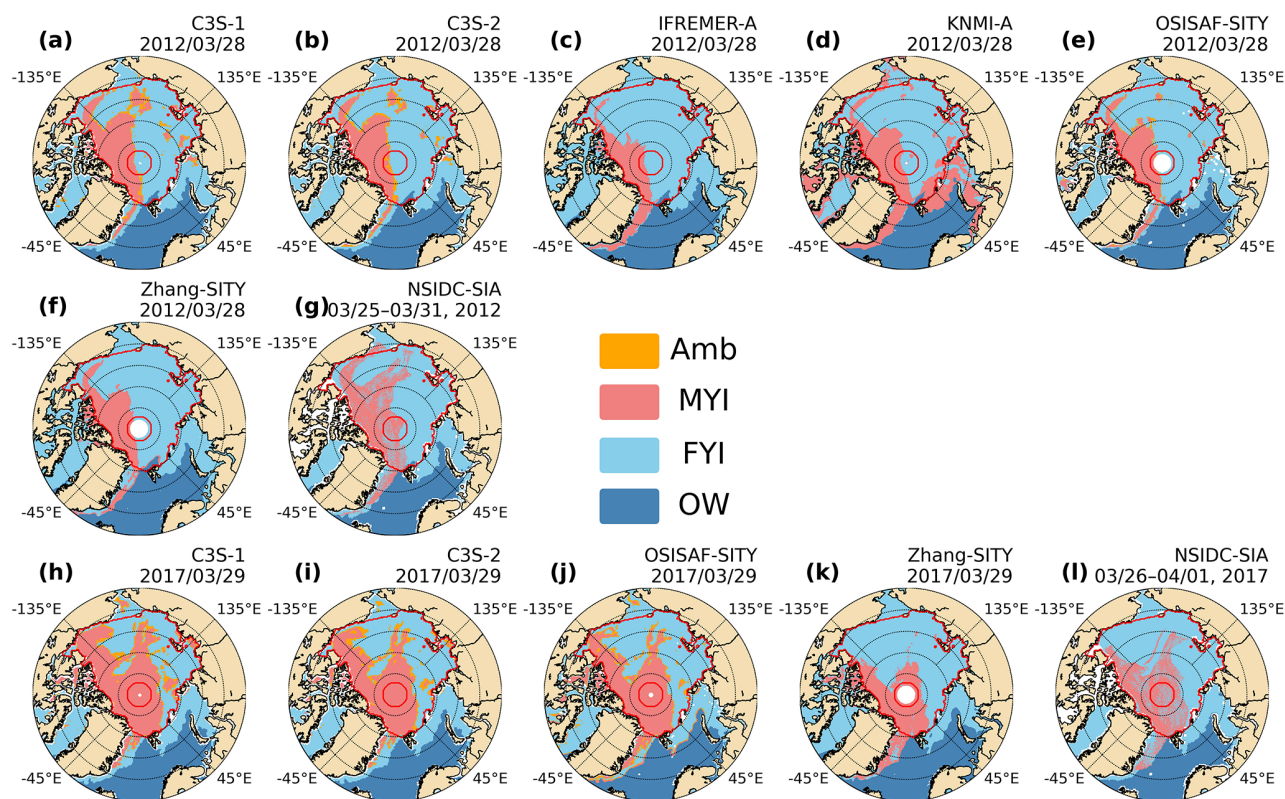 (a)
C3S-1
2012/03/28
-135°E
135°E
-45°E
45°E
(b)
C3S-2
2012/03/28
-135°E
135°E
-45°E
45°E
(c)
IFREMER-A
2012/03/28
-135°E
135°E
-45°E
45°E
(d)
KNMI-A
2012/03/28
-135°E
135°E
-45°E
45°E
(e)
OSISAF-SITY
2012/03/28
-135°E
135°E
-45°E
45°E
(f)
Zhang-SITY
2012/03/28
-135°E
135°E
-45°E
45°E
(g)
NSIDC-SIA
03/25–03/31, 2012
-135°E
135°E
-45°E
45°E
Amb
MYI
FYI
OW
(h)
C3S-1
2017/03/29
-135°E
135°E
-45°E
45°E
(i)
C3S-2
2017/03/29
-135°E
135°E
-45°E
45°E
(j)
OSISAF-SITY
2017/03/29
-135°E
135°E
-45°E
45°E
(k)
Zhang-SITY
2017/03/29
-135°E
135°E
-45°E
45°E
(l)
NSIDC-SIA
03/26–04/01, 2017
-135°E
135°E
-45°E
45°E